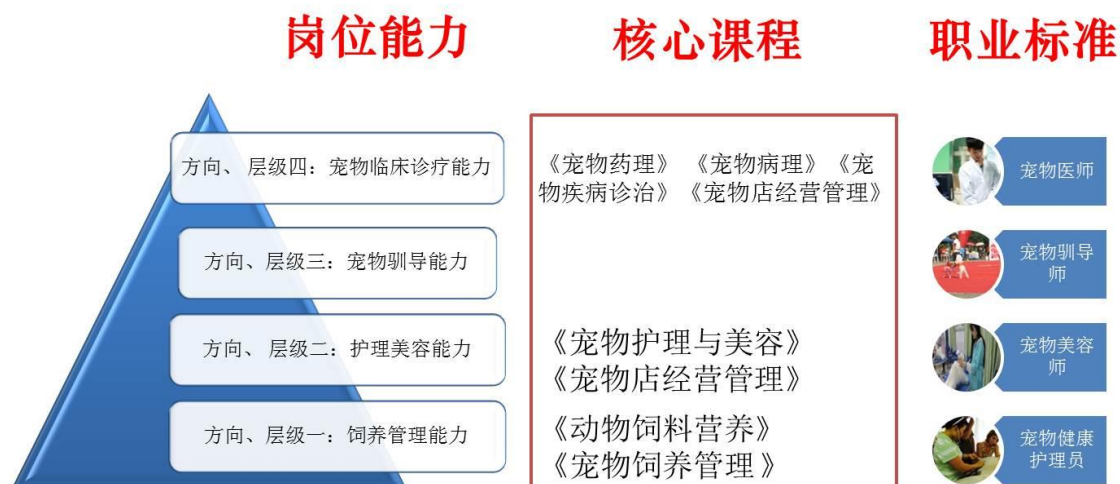 岗位能力
核心课程
职业标准
方向、 层级四：宠物临床诊疗能力
《宠物药理》 《宠物病理》《宠
物疾病诊治》《宠物店经营管理》
宠物医师
方向、层级三：宠物驯导能力
宠物驯导
师
方向、 层级二：护理美容能力
《宠物护理与美容》
《宠物店经营管理》
宠物美容
师
方向、层级一：饲养管理能力
《动物饲料营养》
《宠物饲养管理 》
宠物健康
护理员